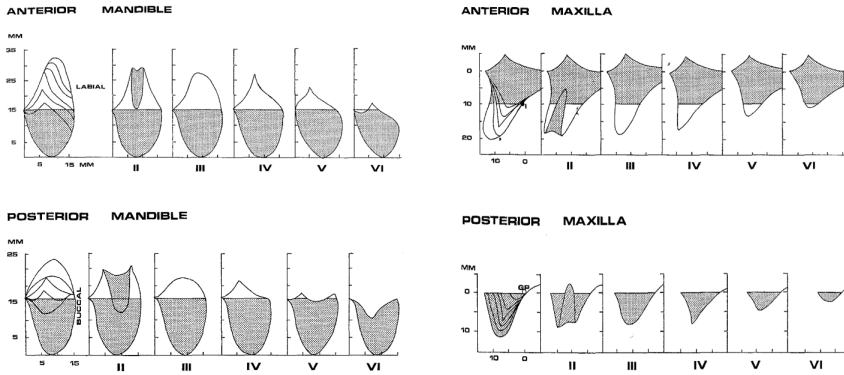 ANTERIOR MANDIBLE
MM
35
25
15
5
LABIAL
5 15 MM
II III IV V VI
ANTERIOR MAXILLA
MM
0
10
20
10 0
I
II III IV V VI
POSTERIOR MANDIBLE
MM
25
15
5
BUCCAL
5 15
II III IV V VI
POSTERIOR MAXILLA
MM
0
10
GP
10 0
II III IV V VI